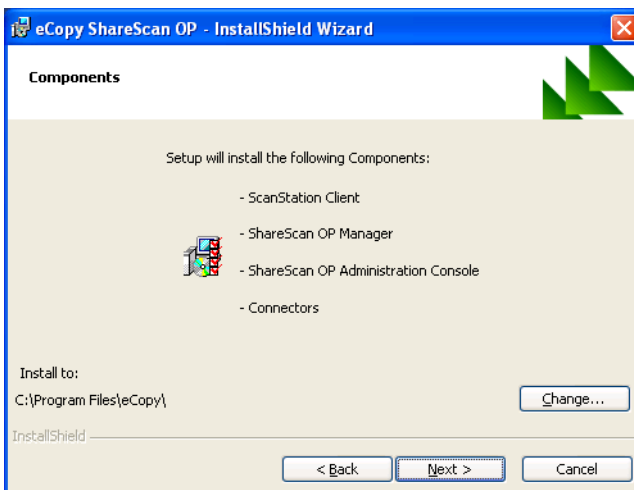 eCopy ShareScan OP - InstallShield Wizard
Components
Setup will install the following Components:
- ScanStation Client
- ShareScan OP Manager
- ShareScan OP Administration Console
- Connectors
Install to:
C:\Program Files\eCopy\
Change...
InstallShield
< Back
Next >
Cancel